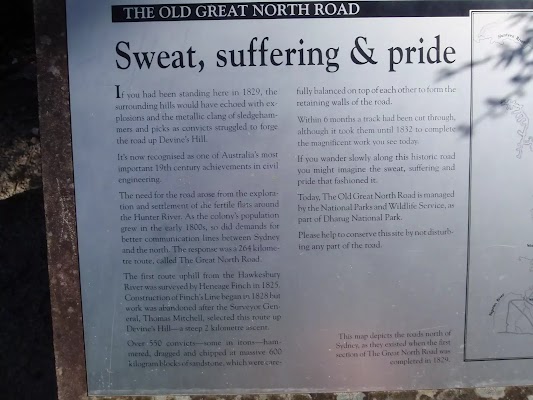 THE OLD GREAT NORTH ROAD
Sweat, suffering & pride
If you had been standing here in 1829, the
surrounding hills would have echoed with ex-
plosions and the metallic clang of sledgeham-
mers and picks as convicts struggled to forge
the road up Devine's Hill.
It's now recognised as one of Australia's most
important 19th century achievements in civil
engineering.
The need for the road arose from the explora-
tion and settlement of the fertile flats around
the Hunter River. As the colony's population
grew in the early 1800s, so did demands for
better communication lines between Sydney
and the north. The response was a 264 kilome-
tre route, called The Great North Road.
The first route uphill from the Hawkesbury
River was surveyed by Heneage Finch in 1825.
Construction of Finch's Line began in 1828 but
work was abandoned after the Surveyor Gen-
eral, Thomas Mitchell, selected this route up
Devine's Hill—a steep 2 kilometre ascent.
Over 550 convicts—some in irons—ham-
mered, dragged and chipped at massive 600
kilogram blocks of sandstone, which were care-
fully balanced on top of each other to form the
retaining walls of the road.
Within 6 months a track had been cut through,
although it took them until 1832 to complete
the magnificent work you see today.
If you wander slowly along this historic road
you might imagine the sweat, suffering and
pride that fashioned it.
Today, The Old Great North Road is managed
by the National Parks and Wildlife Service, as
part of Dharug National Park.
Please help to conserve this site by not disturb-
ing any part of the road.
This map depicts the roads north of
Sydney, as they existed when the first
section of The Great North Road was
completed in 1829.